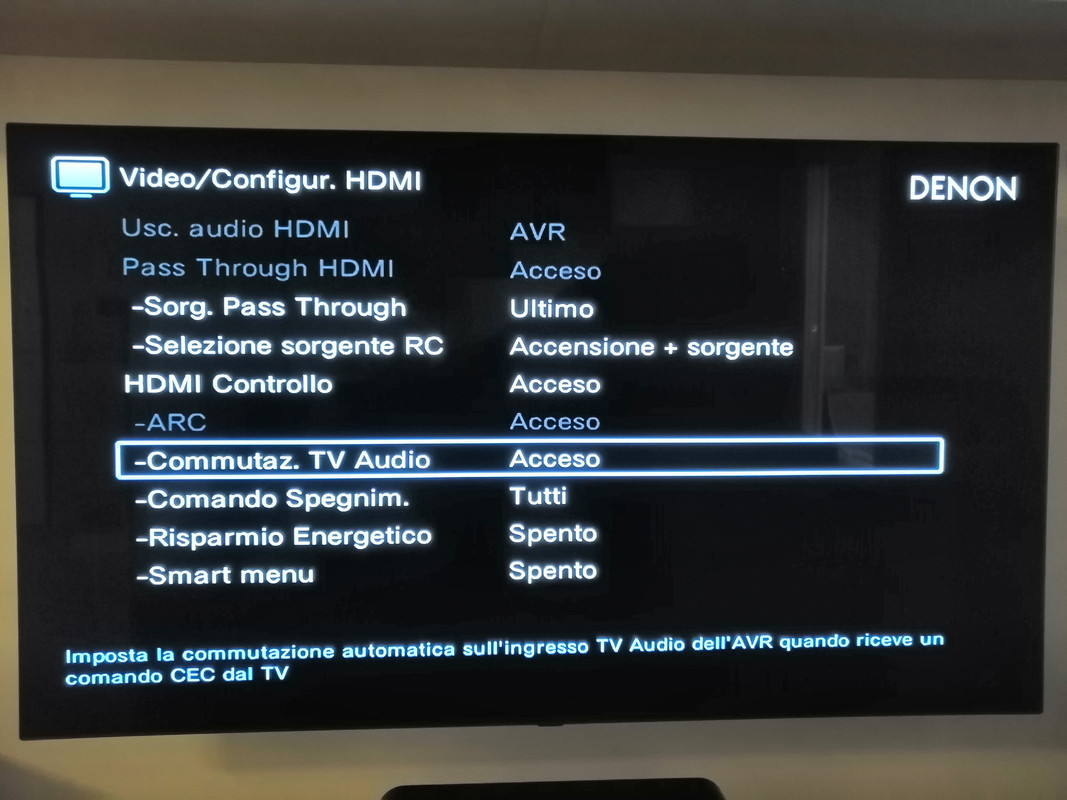 Video/Configur. HDMI
DENON
Usc. audio HDMI AVR
Pass Through HDMI Acceso
-Sorg. Pass Through Ultimo
-Selezione sorgente RC Accensione + sorgente
HDMI Controllo Acceso
-ARC Acceso
-Commutaz. TV Audio Acceso
-Comando Spegnim. Tutti
-Risparmio Energetico Spento
-Smart menu Spento
Imposta la commutazione automatica sull'ingresso TV Audio dell'AVR quando riceve un
comando CEC dal TV